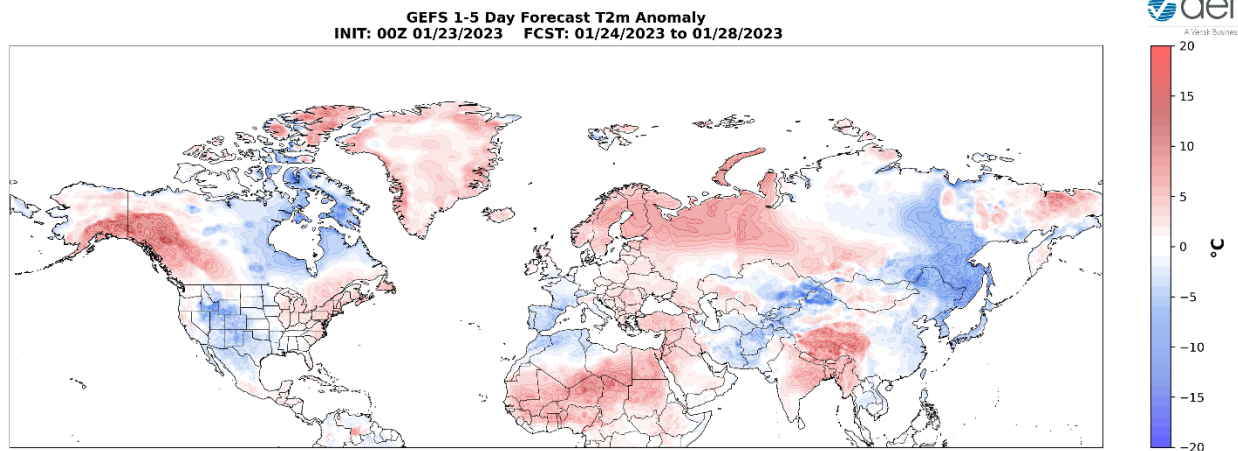 GEFS 1-5 Day Forecast T2m Anomaly
INIT: 00Z 01/23/2023 FCST: 01/24/2023 to 01/28/2023
aer
A Verisk Business
20
15
10
5
0
−5
−10
−15
−20
°C